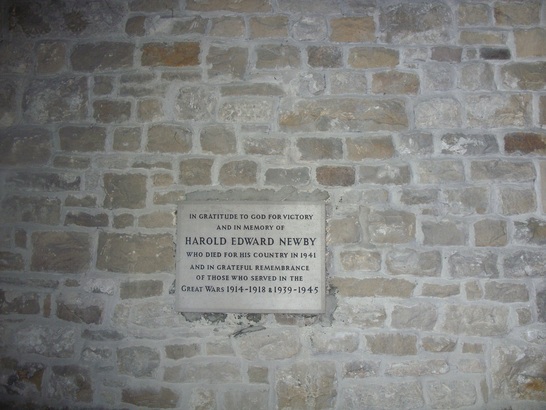 IN GRATITUDE TO GOD FOR VICTORY
AND IN MEMORY OF
HAROLD EDWARD NEWBY
WHO DIED FOR HIS COUNTRY IN 1941
AND IN GRATEFUL REMEMBRANCE
OF THOSE WHO SERVED IN THE
GREAT WARS 1914-1918 & 1939-1945